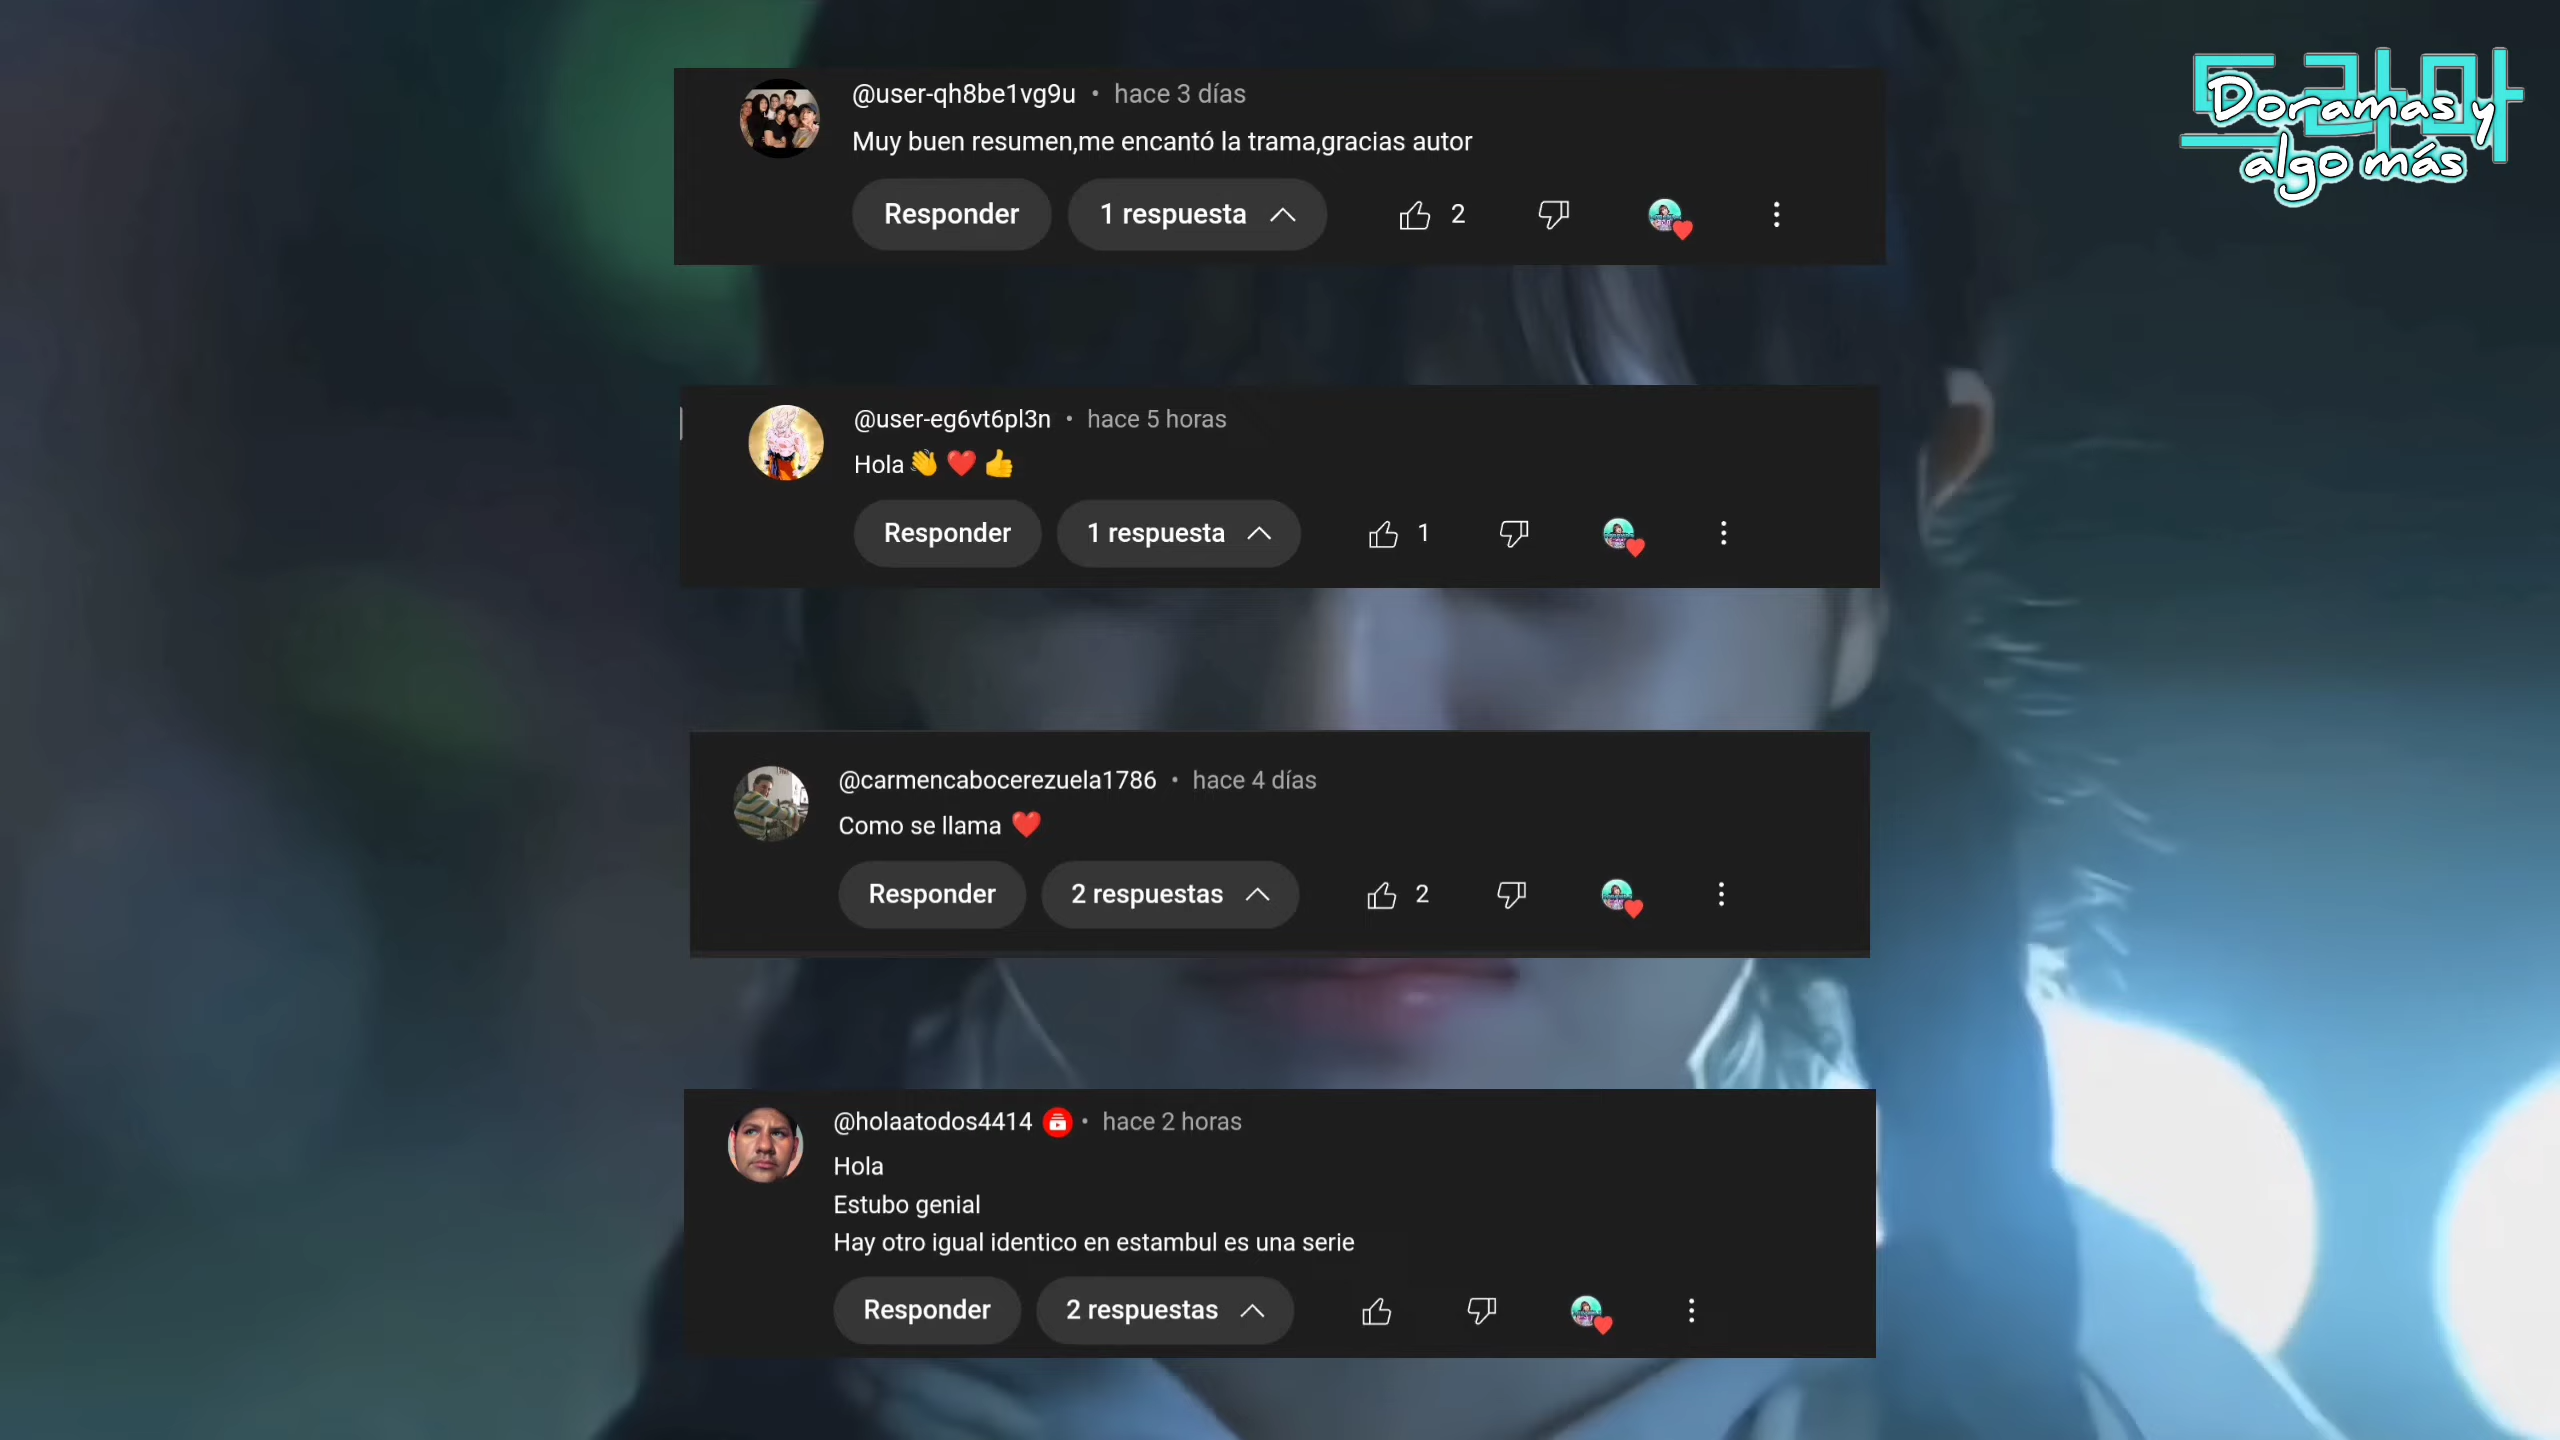 드라마
Doramas y
algo más
@user-qh8be1vg9u • hace 3 días
Muy buen resumen,me encantó la trama,gracias autor
Responder 1 respuesta 2
@user-eg6vt6pl3n • hace 5 horas
Hola👋❤️👍
Responder 1 respuesta 1
@carmencabocerezuela1786 • hace 4 días
Como se llama ❤️
Responder 2 respuestas 2
@holaatodos4414 • hace 2 horas
Hola
Estubo genial
Hay otro igual identico en estambul es una serie
Responder 2 respuestas